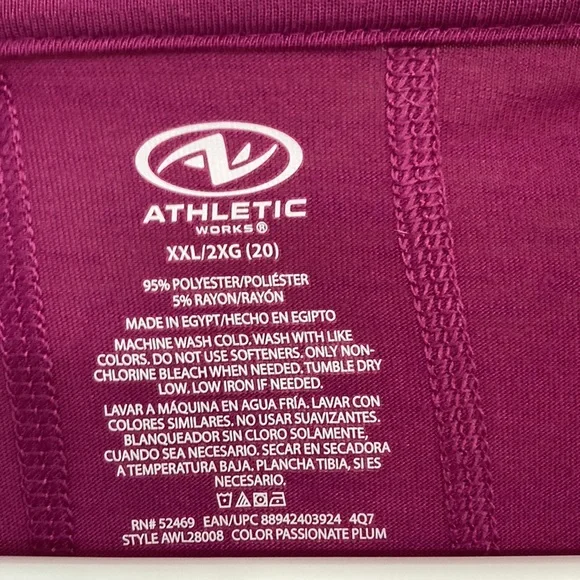 ATHLETIC
WORKS®
XXL/2XG (20)
95% POLYESTER/POLIÉSTER
5% RAYON/RAYÓN
MADE IN EGYPT/HECHO EN EGIPTO
MACHINE WASH COLD. WASH WITH LIKE
COLORS. DO NOT USE SOFTENERS. ONLY NON-
CHLORINE BLEACH WHEN NEEDED. TUMBLE DRY
LOW. LOW IRON IF NEEDED.
LAVAR A MÁQUINA EN AGUA FRÍA. LAVAR CON
COLORES SIMILARES. NO USAR SUAVIZANTES.
BLANQUEADOR SIN CLORO SOLAMENTE,
CUANDO SEA NECESARIO. SECAR EN SECADORA
A TEMPERATURA BAJA. PLANCHA TIBIA, SI ES
NECESARIO.
RN# 52469 EAN/UPC 88942403924 4Q7
STYLE AWL28008 COLOR PASSIONATE PLUM